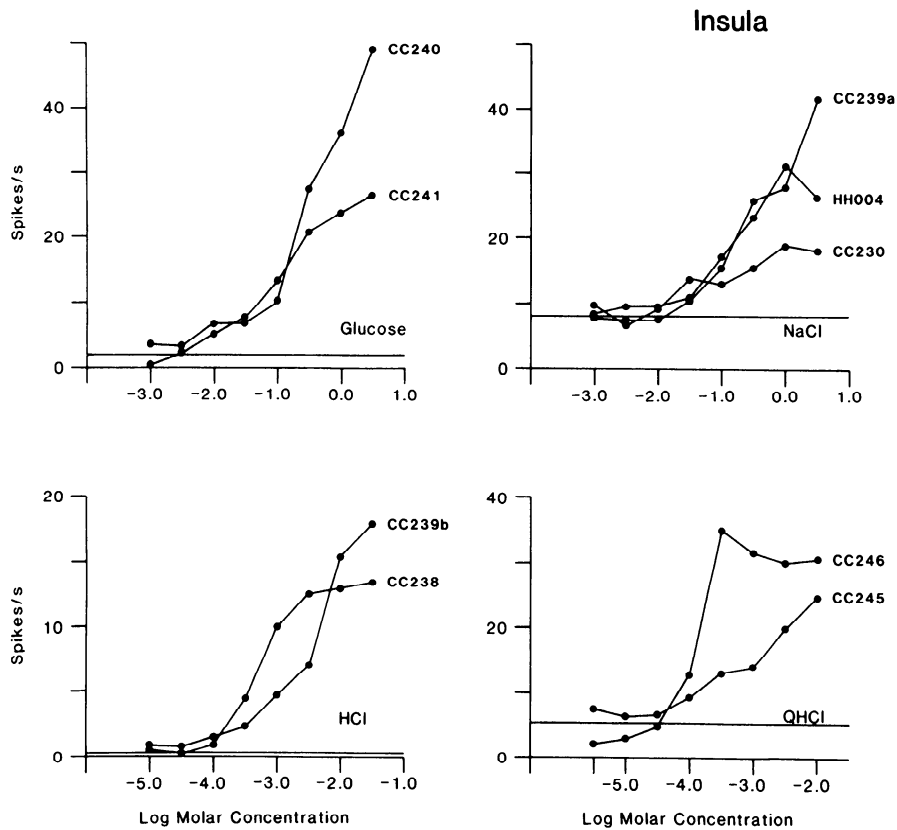 Insula
CC240
40
CC241
Spikes/s
20
Glucose
0
-3.0 -2.0 -1.0 0.0 1.0
CC239a
40
HH004
CC230
20
NaCl
0
-3.0 -2.0 -1.0 0.0 1.0
20
CC239b
CC238
Spikes/s
10
HCl
0
-5.0 -4.0 -3.0 -2.0 -1.0
Log Molar Concentration
40
CC246
CC245
20
QHCl
0
-5.0 -4.0 -3.0 -2.0
Log Molar Concentration